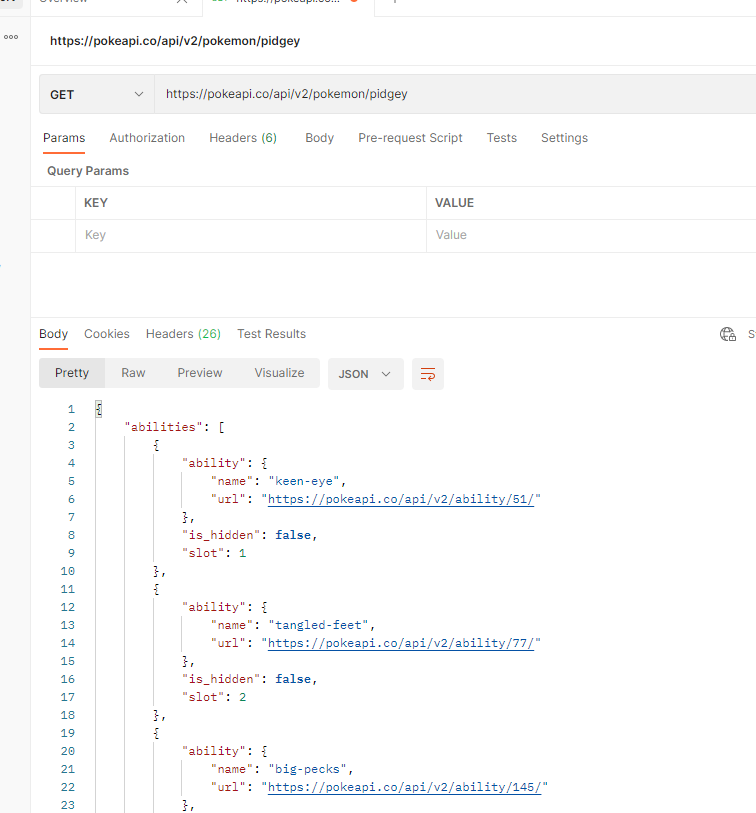 https://pokeapi.co/api/v2/pokemon/pidgey
GET https://pokeapi.co/api/v2/pokemon/pidgey
Params Authorization Headers (6) Body Pre-request Script Tests Settings
Query Params
KEY VALUE
Key Value
Body Cookies Headers (26) Test Results
Pretty Raw Preview Visualize JSON
1 {
2 "abilities": [
3 {
4 "ability": {
5 "name": "keen-eye",
6 "url": "https://pokeapi.co/api/v2/ability/51/"
7 },
8 "is_hidden": false,
9 "slot": 1
10 },
11 {
12 "ability": {
13 "name": "tangled-feet",
14 "url": "https://pokeapi.co/api/v2/ability/77/"
15 },
16 "is_hidden": false,
17 "slot": 2
18 },
19 {
20 "ability": {
21 "name": "big-pecks",
22 "url": "https://pokeapi.co/api/v2/ability/145/"
23 },